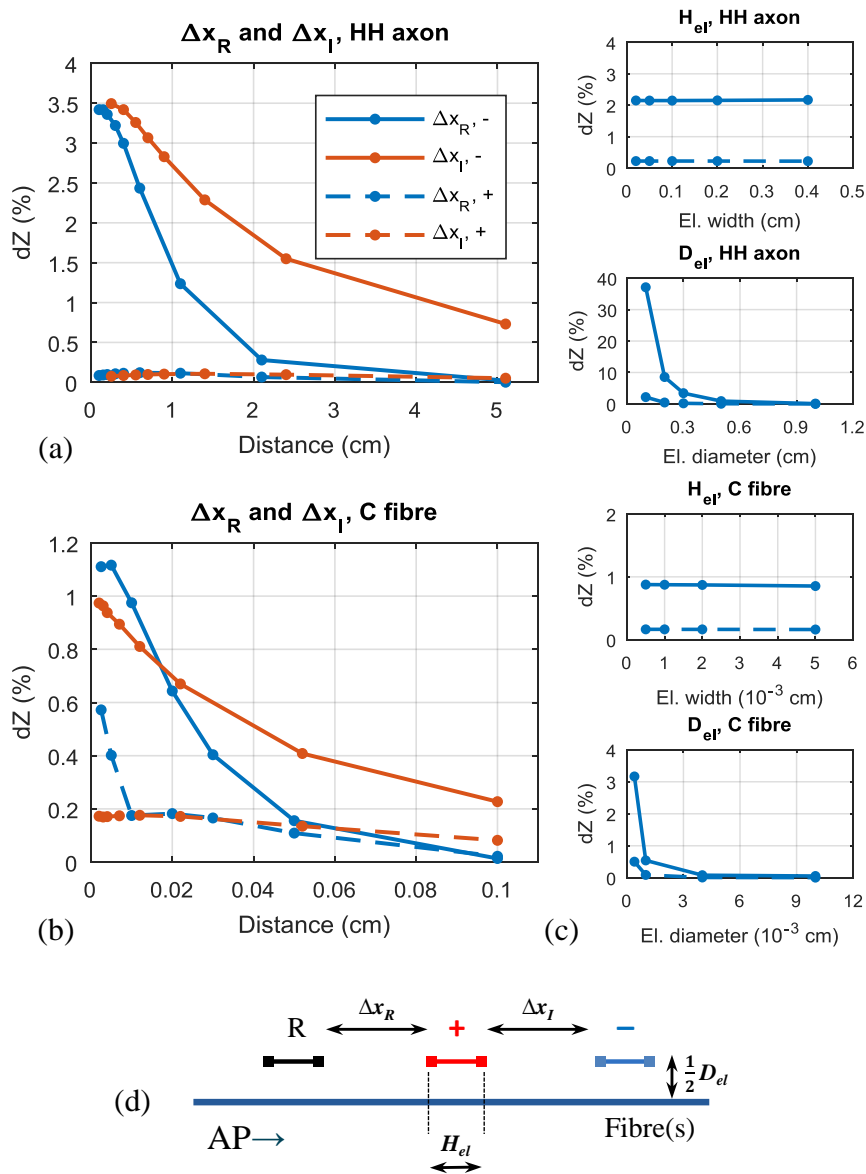 Δx_R and Δx_I, HH axon
4
3.5
3
2.5
2
1.5
1
0.5
0
dZ (%)
0 1 2 3 4 5
Distance (cm)
Δx_R, -
Δx_I, -
Δx_R, +
Δx_I, +
(a)
H_el, HH axon
4
3
2
1
0
dZ (%)
0 0.1 0.2 0.3 0.4 0.5
El. width (cm)
D_el, HH axon
40
30
20
10
0
dZ (%)
0 0.3 0.6 0.9 1.2
El. diameter (cm)
Δx_R and Δx_I, C fibre
1.2
1
0.8
0.6
0.4
0.2
0
dZ (%)
0 0.02 0.04 0.06 0.08 0.1
Distance (cm)
(b)
H_el, C fibre
2
1
0
dZ (%)
0 1 2 3 4 5 6
El. width (10⁻³ cm)
D_el, C fibre
4
3
2
1
0
dZ (%)
0 3 6 9 12
El. diameter (10⁻³ cm)
(c)
R Δx_R + Δx_I −
½ D_el
(d)
AP→ H_el Fibre(s)